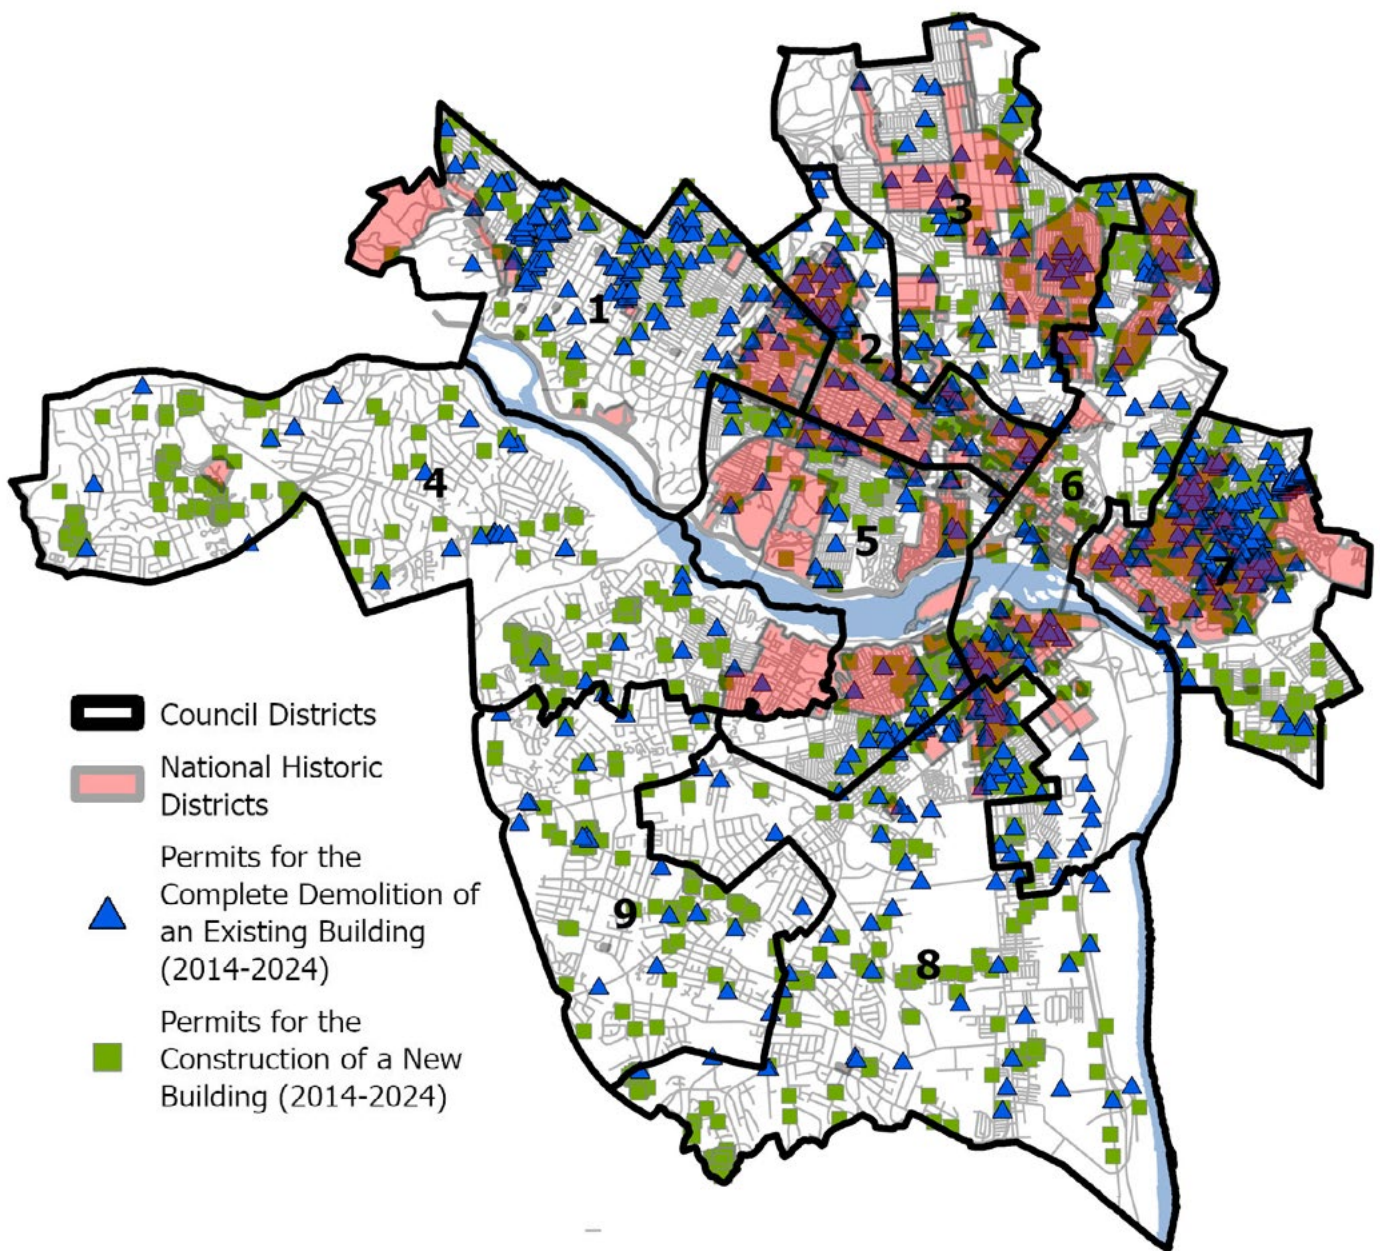 3
1
2
4
6
5
7
Council Districts
National Historic
Districts
Permits for the
Complete Demolition of
an Existing Building
(2014-2024)
9
8
Permits for the
Construction of a New
Building (2014-2024)